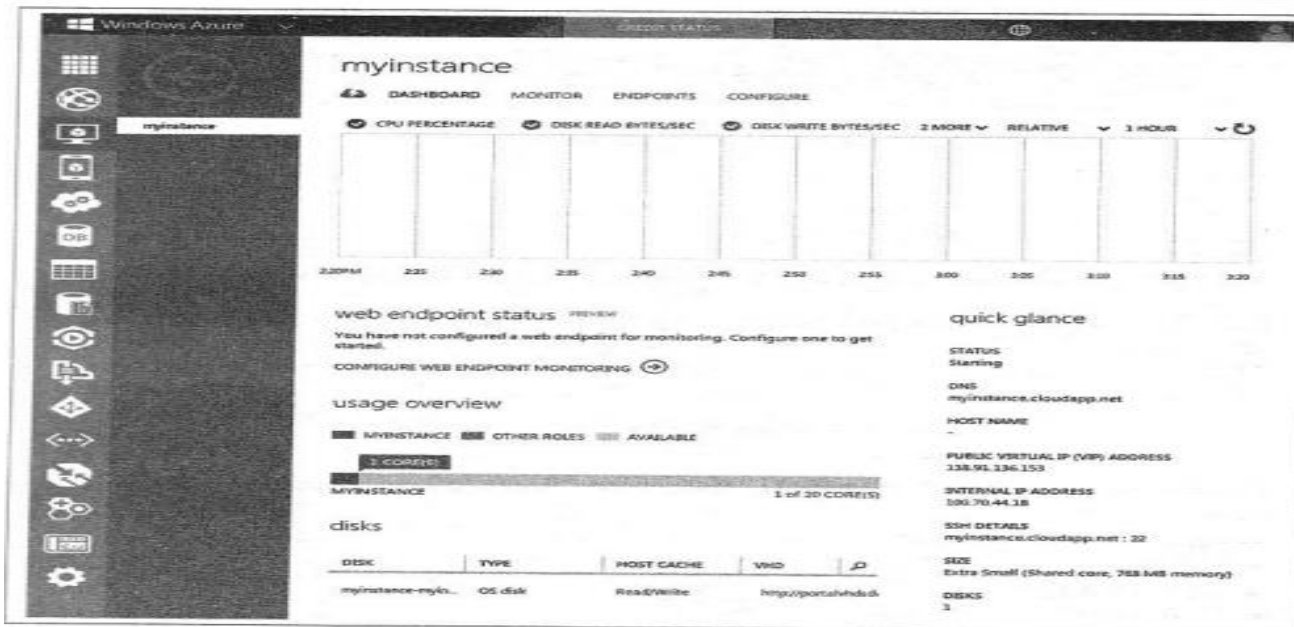 Windows Azure
CREDIT STATUS
myinstance
myinstance
DASHBOARD MONITOR ENDPOINTS CONFIGURE
CPU PERCENTAGE DISK READ BYTES/SEC DISK WRITE BYTES/SEC 2 MORE RELATIVE 1 HOUR
2:20PM 2:25 2:30 2:35 2:40 2:45 2:50 2:55 3:00 3:05 3:10 3:15 3:20
web endpoint status PREVIEW
You have not configured a web endpoint for monitoring. Configure one to get
started.
CONFIGURE WEB ENDPOINT MONITORING
usage overview
MYINSTANCE OTHER ROLES AVAILABLE
1 CORE(S)
MYINSTANCE 1 of 20 CORE(S)
disks
DISK TYPE HOST CACHE VHD
myinstance-myin... OS disk Read/Write
quick glance
STATUS
Starting
DNS
myinstance.cloudapp.net
HOST NAME
-
PUBLIC VIRTUAL IP (VIP) ADDRESS
138.91.136.153
INTERNAL IP ADDRESS
100.70.44.18
SSH DETAILS
myinstance.cloudapp.net : 22
SIZE
Extra Small (Shared core, 768 MB memory)
DISKS
1
DB